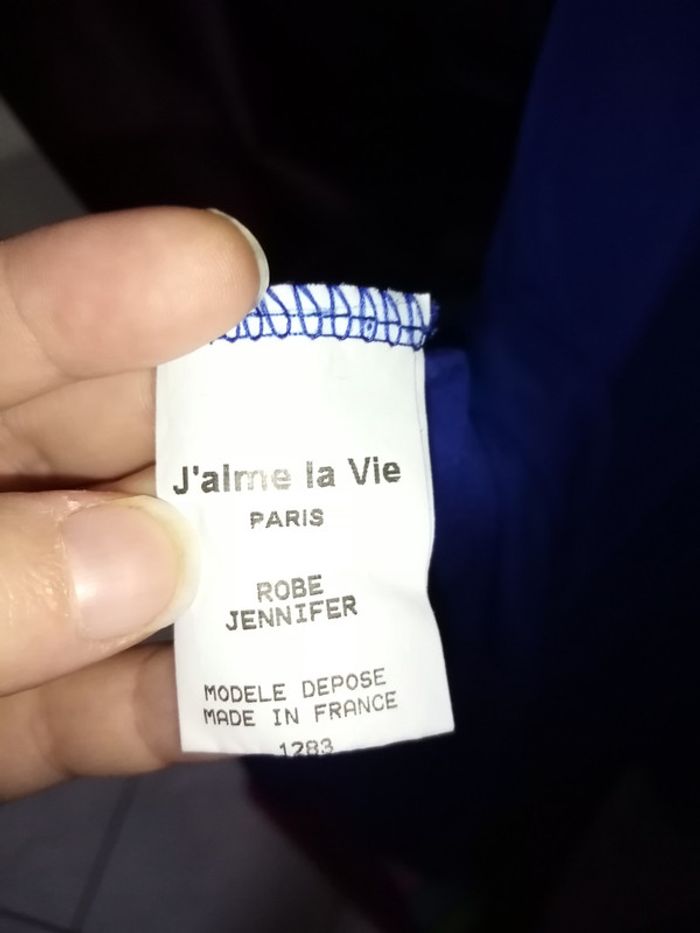 J'aime la Vie
PARIS
ROBE
JENNIFER
MODELE DEPOSE
MADE IN FRANCE
1283